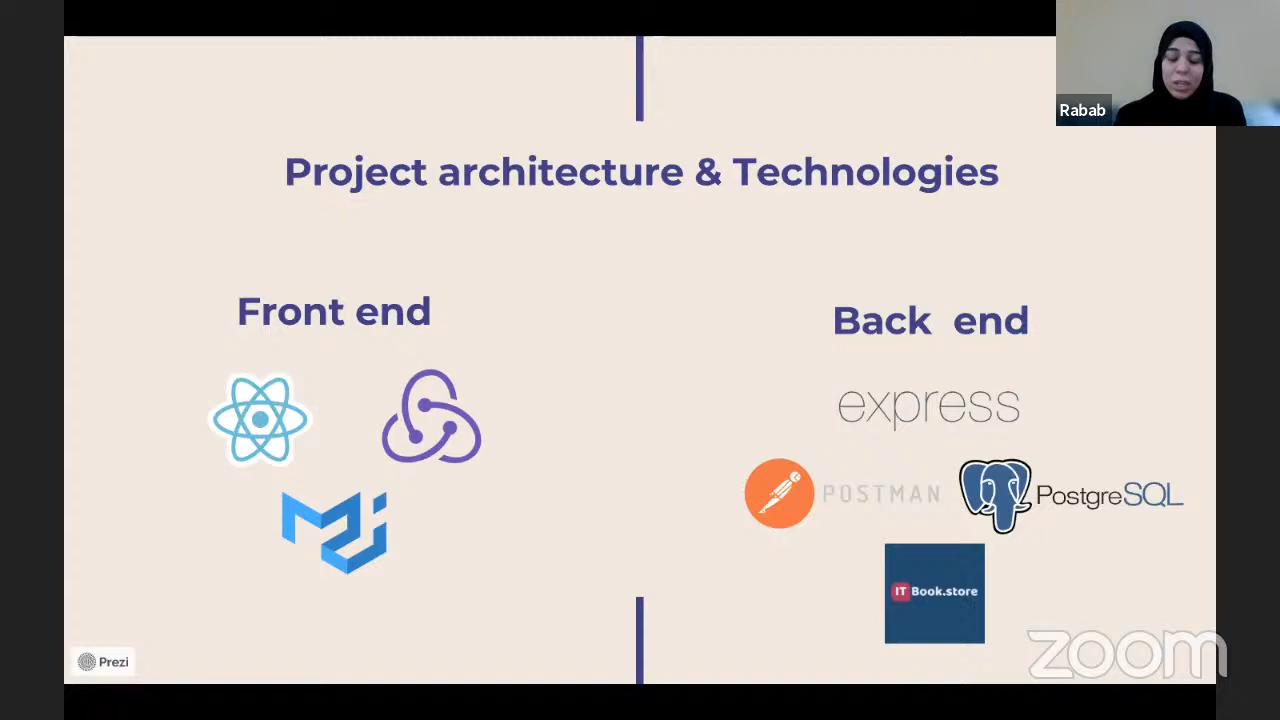 Rabab
Project architecture & Technologies
Front end
Back end
express
POSTMAN
PostgreSQL
IT Book.store
Prezi
zoom